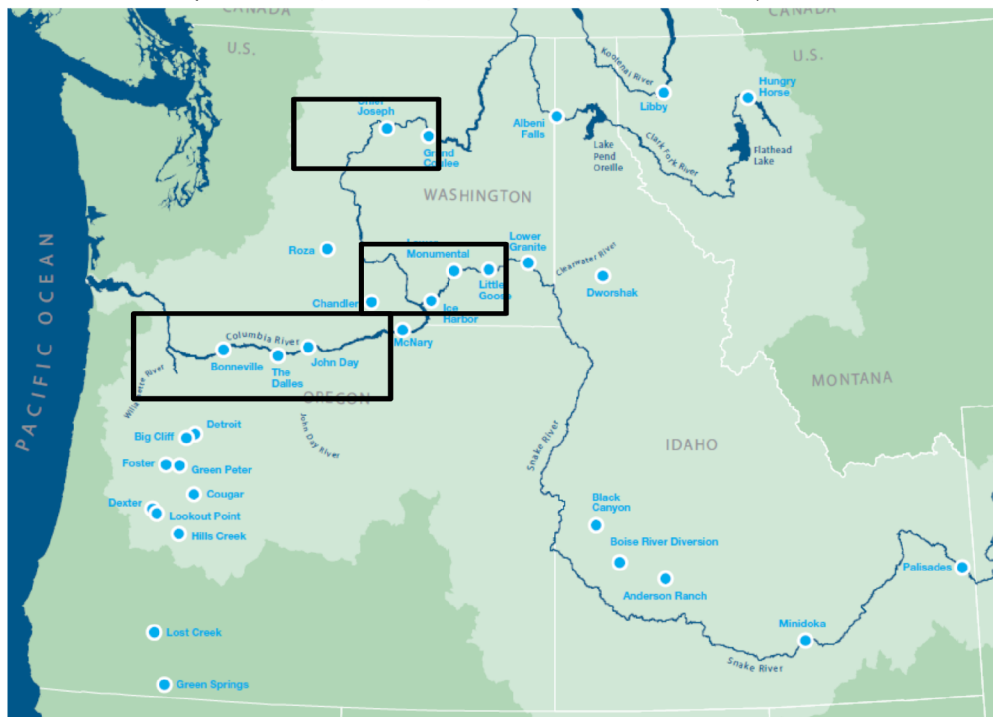 CANADA
CANADA
U.S.
U.S.
Kootenai River
Hungry
Horse
Libby
Joseph
Albeni
Falls
Grand
Coulee
Lake
Pend
Oreille
Clark Fork River
Flathead
Lake
WASHINGTON
PACIFIC OCEAN
Roza
Lower
Granite
Monumental
Clearwater River
Little
Goose
Dworshak
Chandler
Ice
Harbor
Columbia River
McNary
John Day
Bonneville
The
Dalles
Willamette River
OREGON
MONTANA
John Day River
Detroit
Big Cliff
IDAHO
Snake River
Foster
Green Peter
Cougar
Dexter
Lookout Point
Hills Creek
Black
Canyon
Boise River Diversion
Anderson Ranch
Palisades
Minidoka
Snake River
Lost Creek
Green Springs